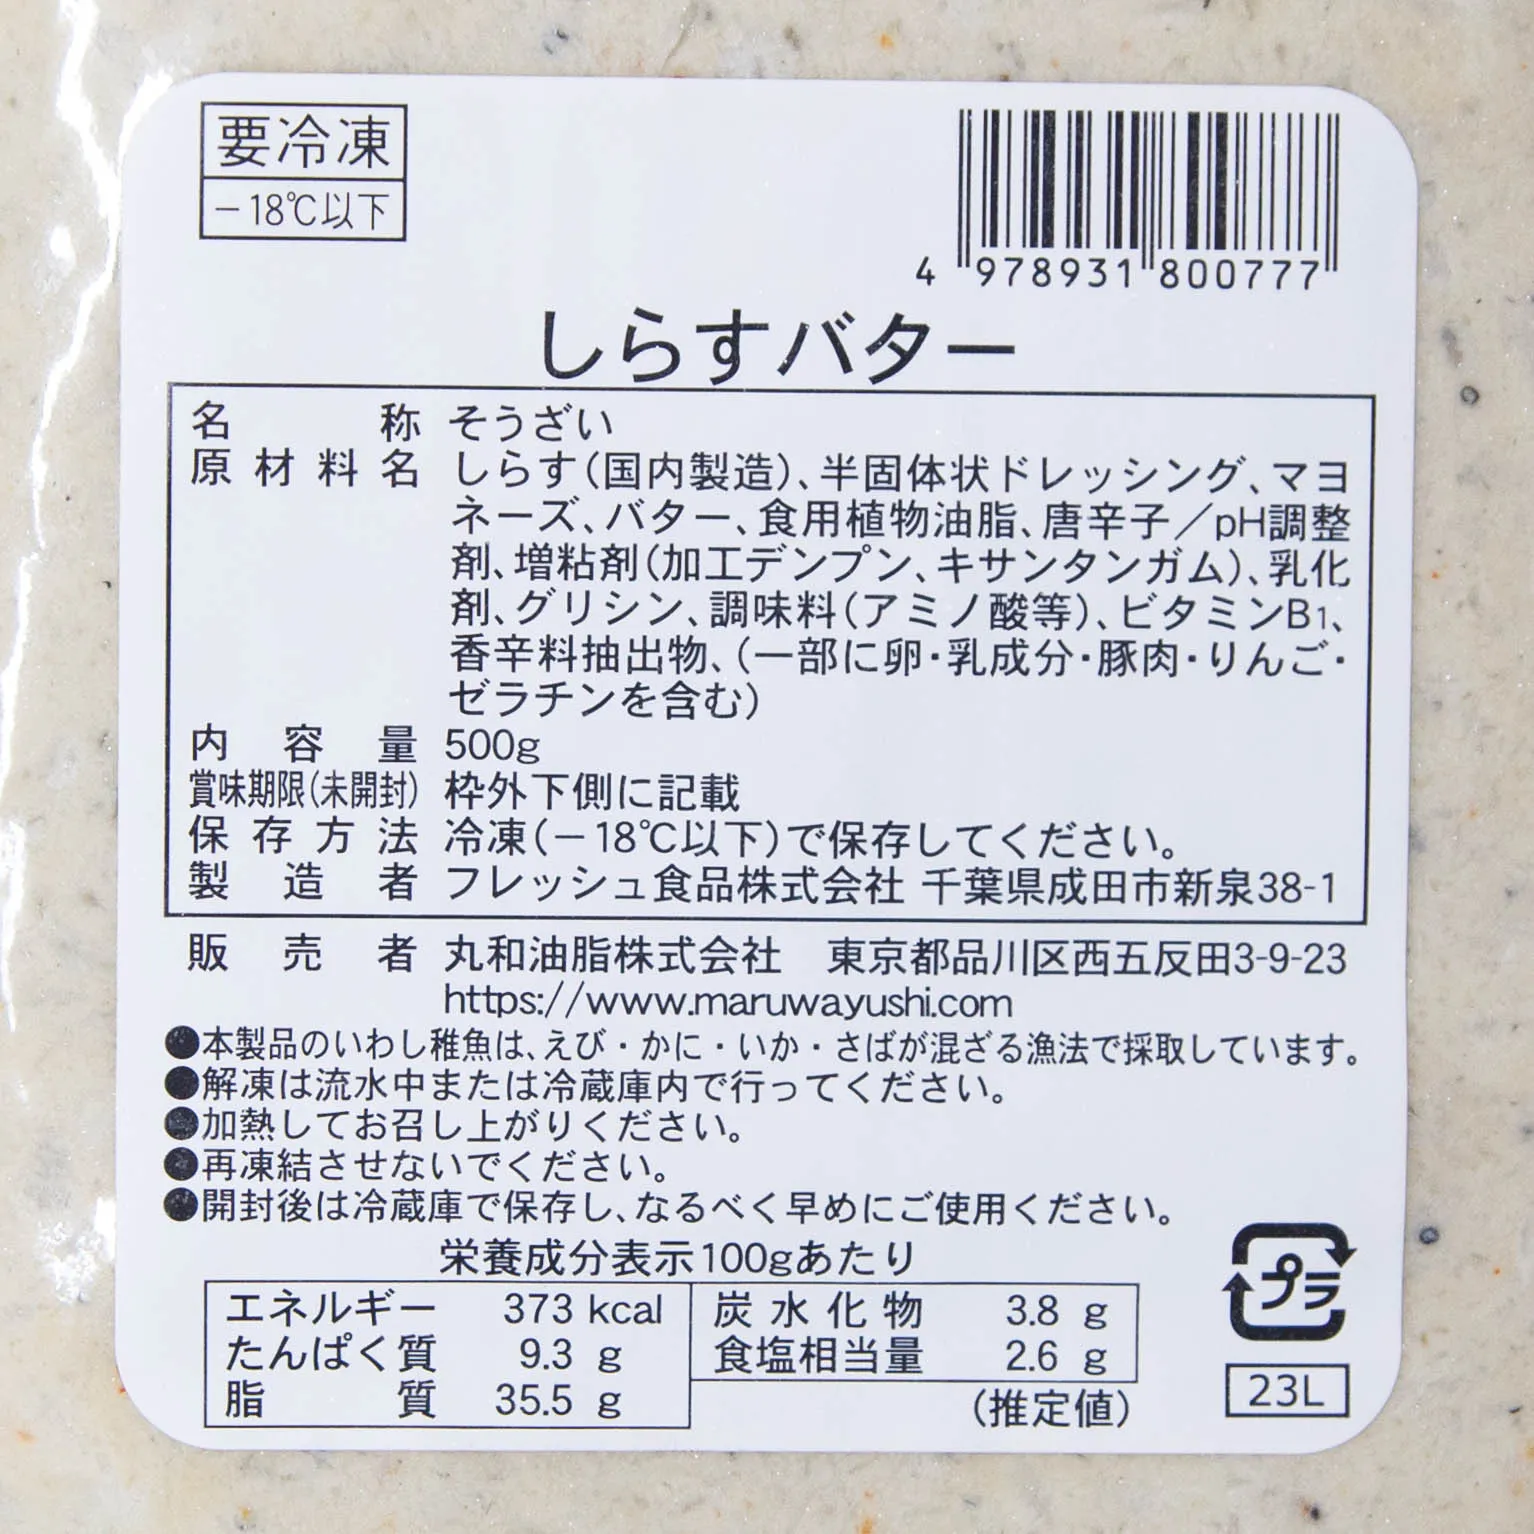 要冷凍
－18℃以下
4 978931 800777
しらすバター
名称 そうざい
原材料名 しらす(国内製造)、半固体状ドレッシング、マヨ
ネーズ、バター、食用植物油脂、唐辛子／pH調整
剤、増粘剤(加工デンプン、キサンタンガム)、乳化
剤、グリシン、調味料(アミノ酸等)、ビタミンB1、
香辛料抽出物、(一部に卵・乳成分・豚肉・りんご・
ゼラチンを含む)
内容量 500g
賞味期限(未開封) 枠外下側に記載
保存方法 冷凍(－18℃以下)で保存してください。
製造者 フレッシュ食品株式会社 千葉県成田市新泉38-1
販売者 丸和油脂株式会社 東京都品川区西五反田3-9-23
https://www.maruwayushi.com
●本製品のいわし稚魚は、えび・かに・いか・さばが混ざる漁法で採取しています。
●解凍は流水中または冷蔵庫内で行ってください。
●加熱してお召し上がりください。
●再凍結させないでください。
●開封後は冷蔵庫で保存し、なるべく早めにご使用ください。
栄養成分表示100gあたり
エネルギー 373 kcal 炭水化物 3.8 g
たんぱく質 9.3 g 食塩相当量 2.6 g
脂質 35.5 g
(推定値)
プラ
23L